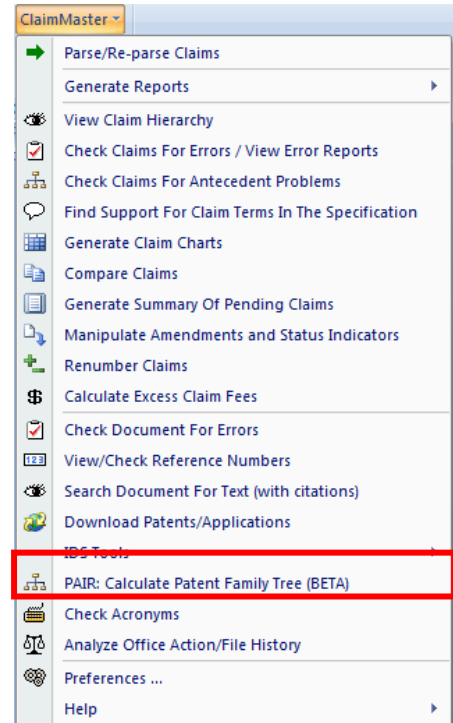 ClaimMaster
Parse/Re-parse Claims
Generate Reports
View Claim Hierarchy
Check Claims For Errors / View Error Reports
Check Claims For Antecedent Problems
Find Support For Claim Terms In The Specification
Generate Claim Charts
Compare Claims
Generate Summary Of Pending Claims
Manipulate Amendments and Status Indicators
Renumber Claims
$ Calculate Excess Claim Fees
Check Document For Errors
123 View/Check Reference Numbers
Search Document For Text (with citations)
Download Patents/Applications
IDS Tools
PAIR: Calculate Patent Family Tree (BETA)
Check Acronyms
Analyze Office Action/File History
Preferences ...
Help